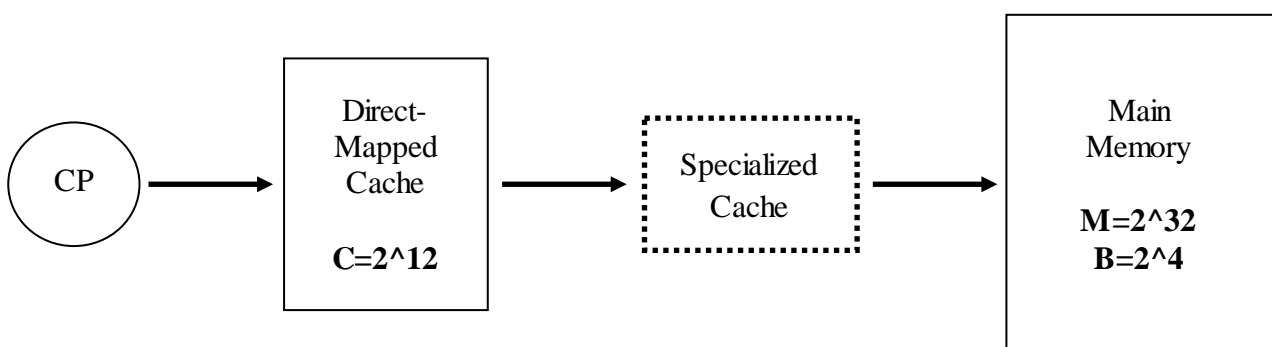 CP
Direct-
Mapped
Cache
C=2^12
Specialized
Cache
Main
Memory
M=2^32
B=2^4